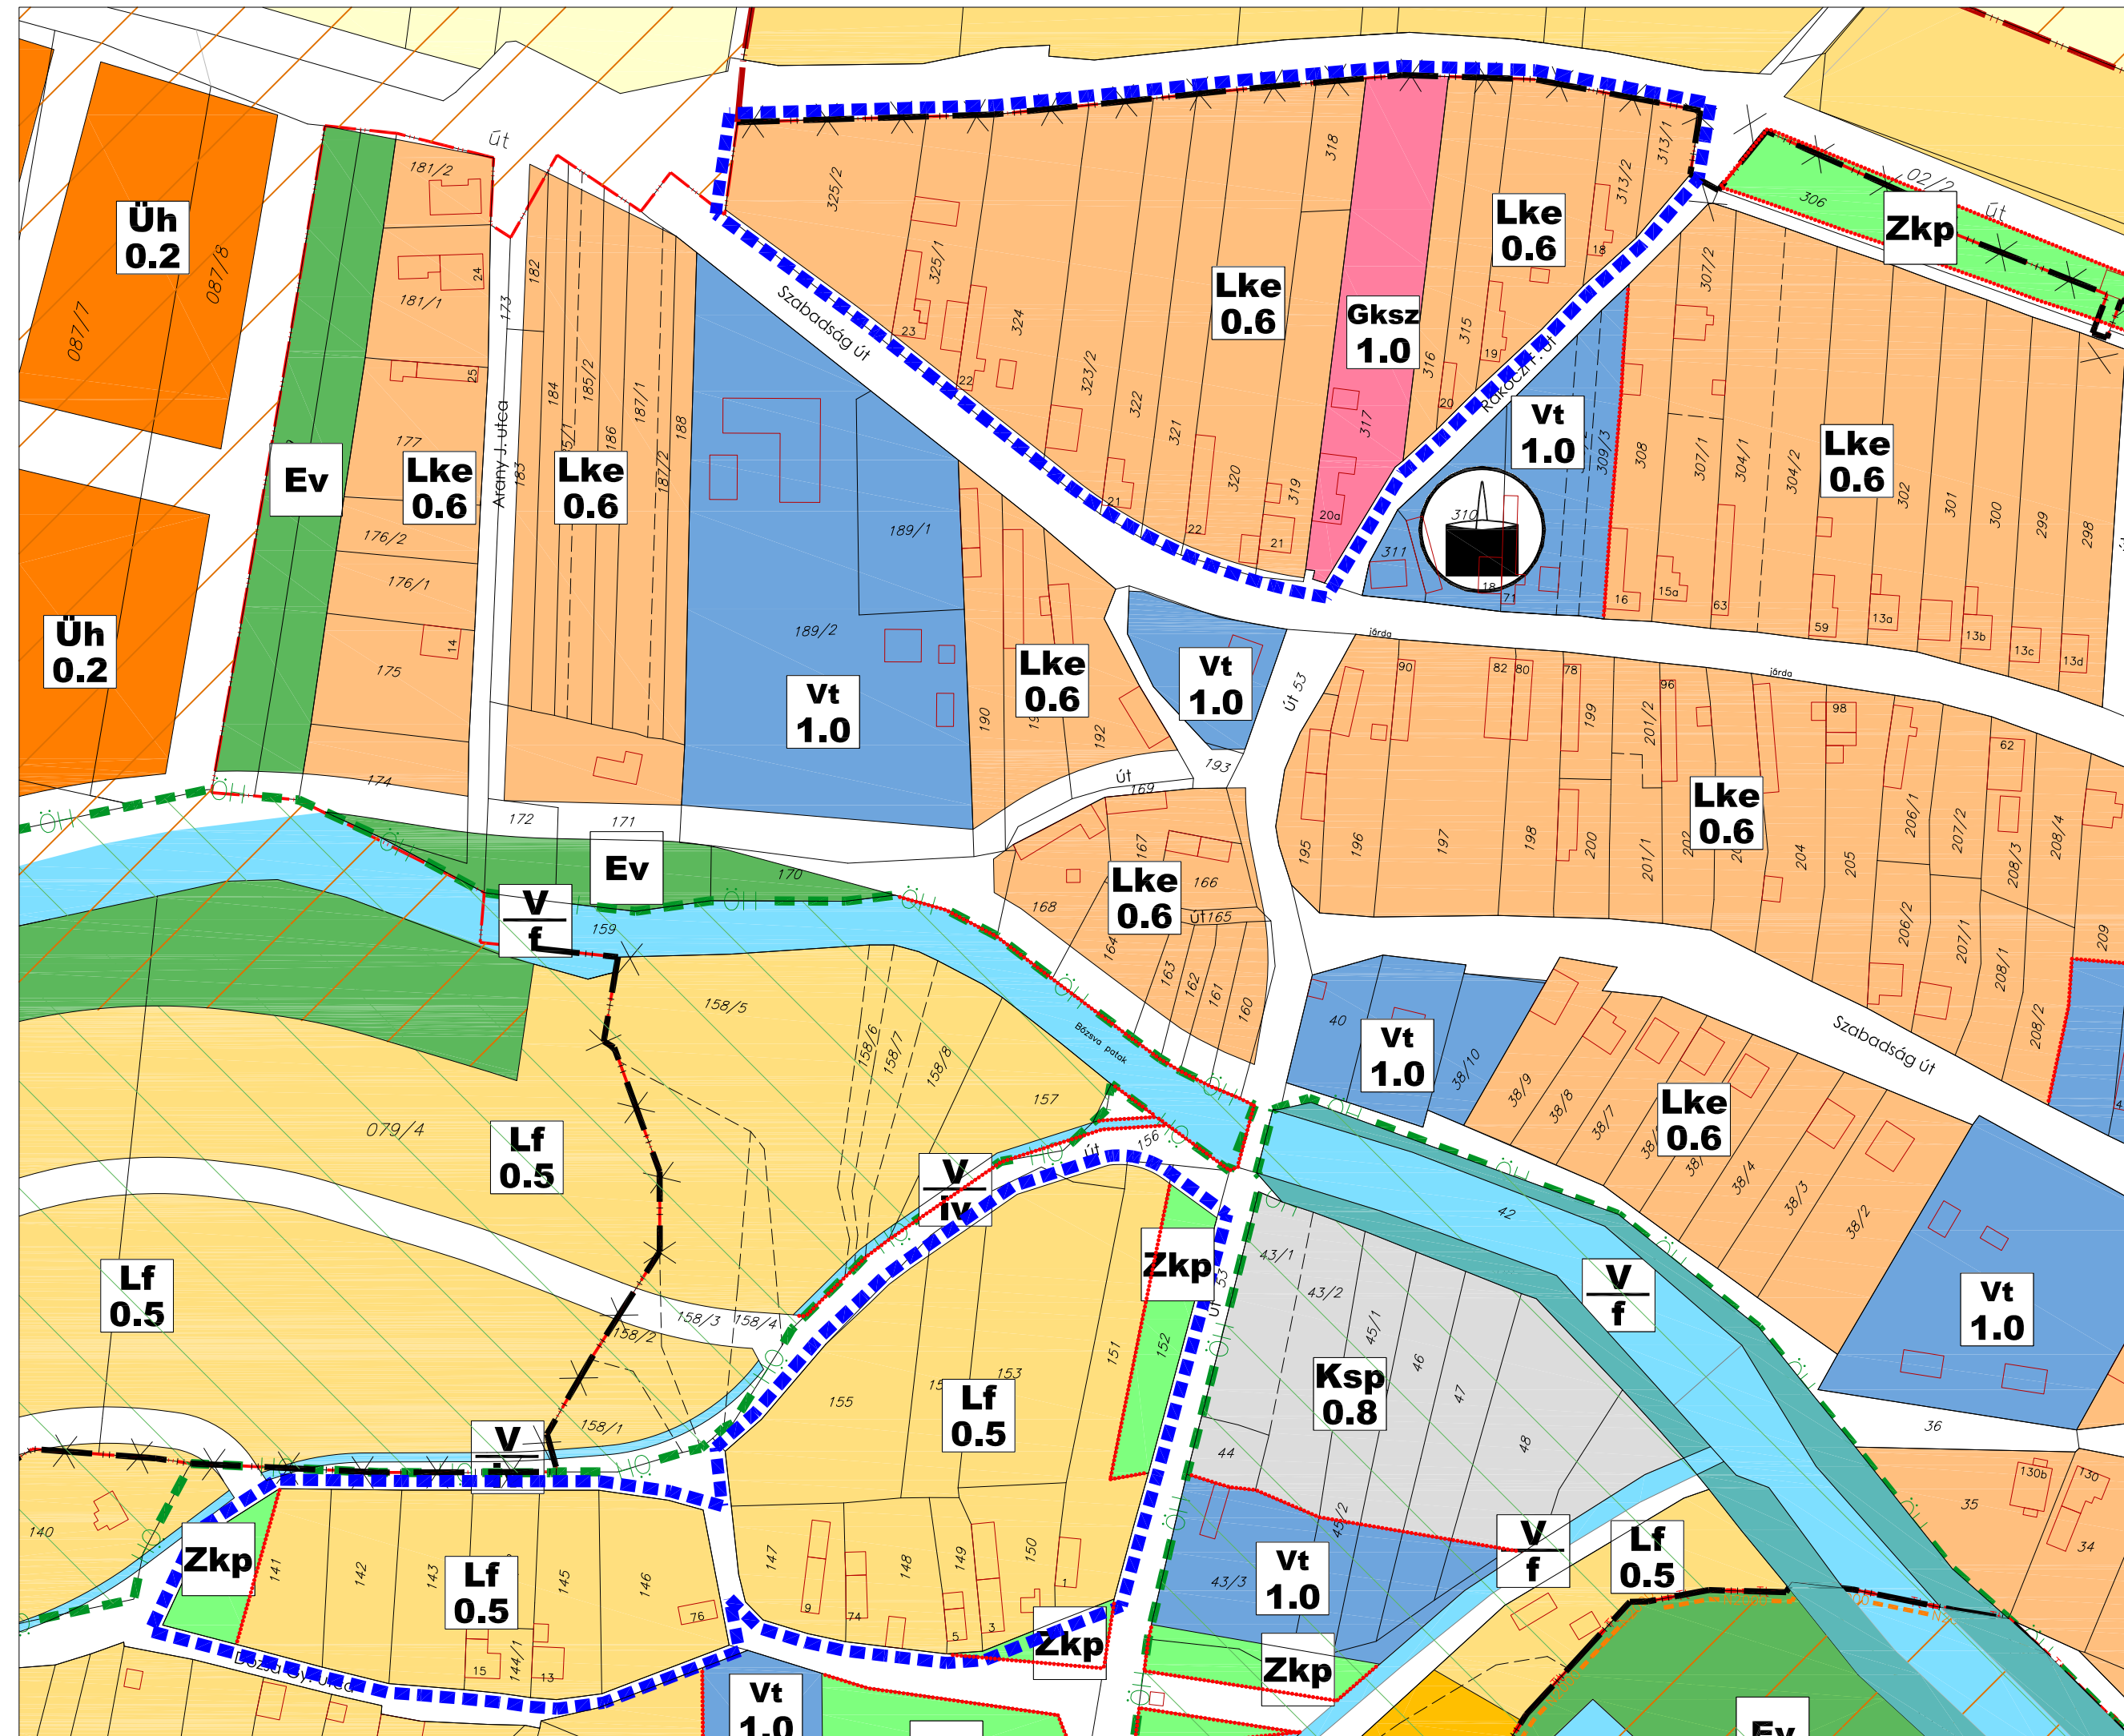 út
181/2
Üh
0.2
087/8
087/7
181/1
24
173
182
25
177
Ev
Lke
0.6
Arany J. utca
183
184
185/2
186
187/1
187/2
188
Lke
0.6
176/2
176/1
14
175
174
Üh
0.2
325/2
325/1
23
324
22
Szabadság út
323/2
322
321
320
319
318
21
22
21
Lke
0.6
Gksz
1.0
317
20a
316
315
20
19
18
313/2
313/1
Lke
0.6
Rákóczi F. út
Vt
1.0
309/3
308
310
311
18
71
02/2
út
306
Zkp
307/2
307/1
304/1
304/2
Lke
0.6
302
301
300
299
298
16
15a
63
59
13a
13b
13c
13d
járda
járda
189/1
189/2
Vt
1.0
190
192
Lke
0.6
Vt
1.0
út 53
193
út
169
90
82
80
78
96
98
62
199
201/2
195
196
197
198
200
201/1
202
204
205
206/1
206/2
207/2
207/1
208/3
208/4
208/1
208/2
209
Lke
0.6
172
171
Ev
170
V
f
159
ÖH
ÖH
ÖH
ÖH
ÖH
ÖH
167
166
168
út
165
164
163
162
161
160
Lke
0.6
Bózsva patak
158/5
158/6
158/7
158/8
157
156
út
079/4
Lf
0.5
Lf
0.5
V
iv
40
Vt
1.0
38/10
38/9
38/8
38/7
38/4
38/3
38/2
Lke
0.6
Szabadság út
42
V
f
Vt
1.0
36
35
130b
130
34
43/1
43/2
45/1
46
47
48
44
45/2
43/3
Ksp
0.8
Vt
1.0
V
f
Lf
0.5
Zkp
út 53
151
152
153
155
Lf
0.5
158/3
158/4
158/2
158/1
V
140
Zkp
141
142
143
145
146
144/1
Lf
0.5
15
13
76
147
148
149
150
9
74
5
3
1
Zkp
Zkp
Dózsa Gy. utca
Vt
1.0
Ev